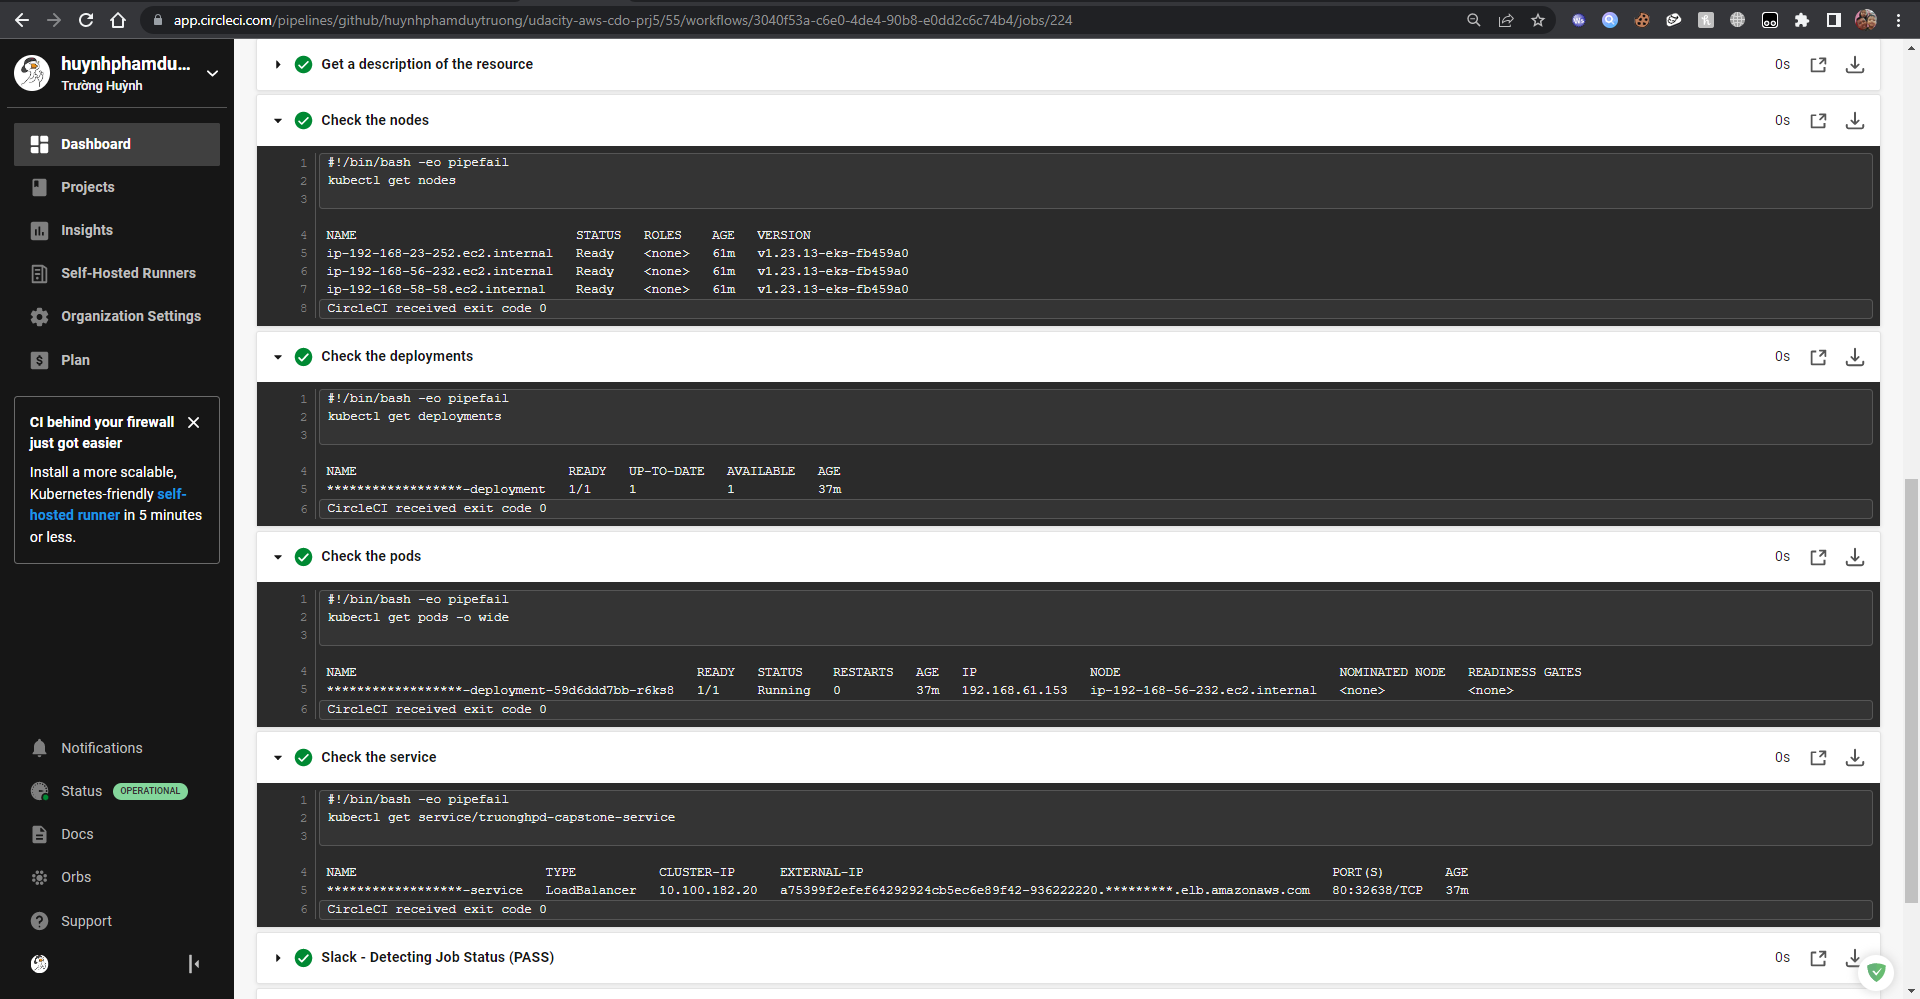 app.circleci.com/pipelines/github/huynhphamduytruong/udacity-aws-cdo-prj5/55/workflows/3040f53a-c6e0-4de4-90b8-e0dd2c6c74b4/jobs/224
huynhphamdu...
Trường Huỳnh
Dashboard
Projects
Insights
Self-Hosted Runners
Organization Settings
Plan
CI behind your firewall
just got easier
Install a more scalable,
Kubernetes-friendly self-
hosted runner in 5 minutes
or less.
Notifications
Status OPERATIONAL
Docs
Orbs
Support
Get a description of the resource 0s
Check the nodes 0s
1 #!/bin/bash -eo pipefail
2 kubectl get nodes
3
4 NAME STATUS ROLES AGE VERSION
5 ip-192-168-23-252.ec2.internal Ready <none> 61m v1.23.13-eks-fb459a0
6 ip-192-168-56-232.ec2.internal Ready <none> 61m v1.23.13-eks-fb459a0
7 ip-192-168-58-58.ec2.internal Ready <none> 61m v1.23.13-eks-fb459a0
8 CircleCI received exit code 0
Check the deployments 0s
1 #!/bin/bash -eo pipefail
2 kubectl get deployments
3
4 NAME READY UP-TO-DATE AVAILABLE AGE
5 ******************-deployment 1/1 1 1 37m
6 CircleCI received exit code 0
Check the pods 0s
1 #!/bin/bash -eo pipefail
2 kubectl get pods -o wide
3
4 NAME READY STATUS RESTARTS AGE IP NODE NOMINATED NODE READINESS GATES
5 ******************-deployment-59d6ddd7bb-r6ks8 1/1 Running 0 37m 192.168.61.153 ip-192-168-56-232.ec2.internal <none> <none>
6 CircleCI received exit code 0
Check the service 0s
1 #!/bin/bash -eo pipefail
2 kubectl get service/truonghpd-capstone-service
3
4 NAME TYPE CLUSTER-IP EXTERNAL-IP PORT(S) AGE
5 ******************-service LoadBalancer 10.100.182.20 a75399f2efef64292924cb5ec6e89f42-936222220.*********.elb.amazonaws.com 80:32638/TCP 37m
6 CircleCI received exit code 0
Slack - Detecting Job Status (PASS) 0s